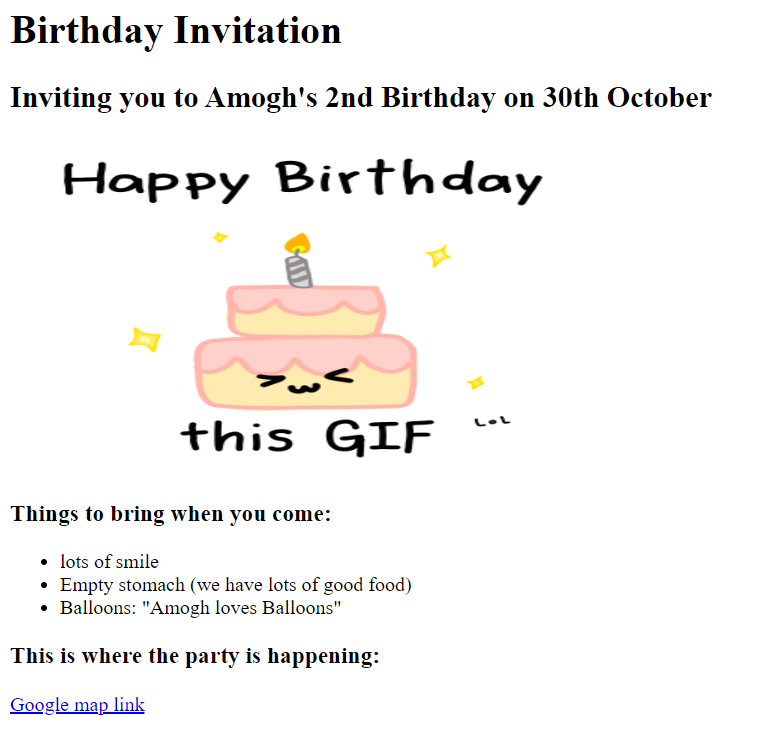 Birthday Invitation
Inviting you to Amogh's 2nd Birthday on 30th October
Happy Birthday
this GIF LoL
Things to bring when you come:
lots of smile
Empty stomach (we have lots of good food)
Balloons: "Amogh loves Balloons"
This is where the party is happening:
Google map link